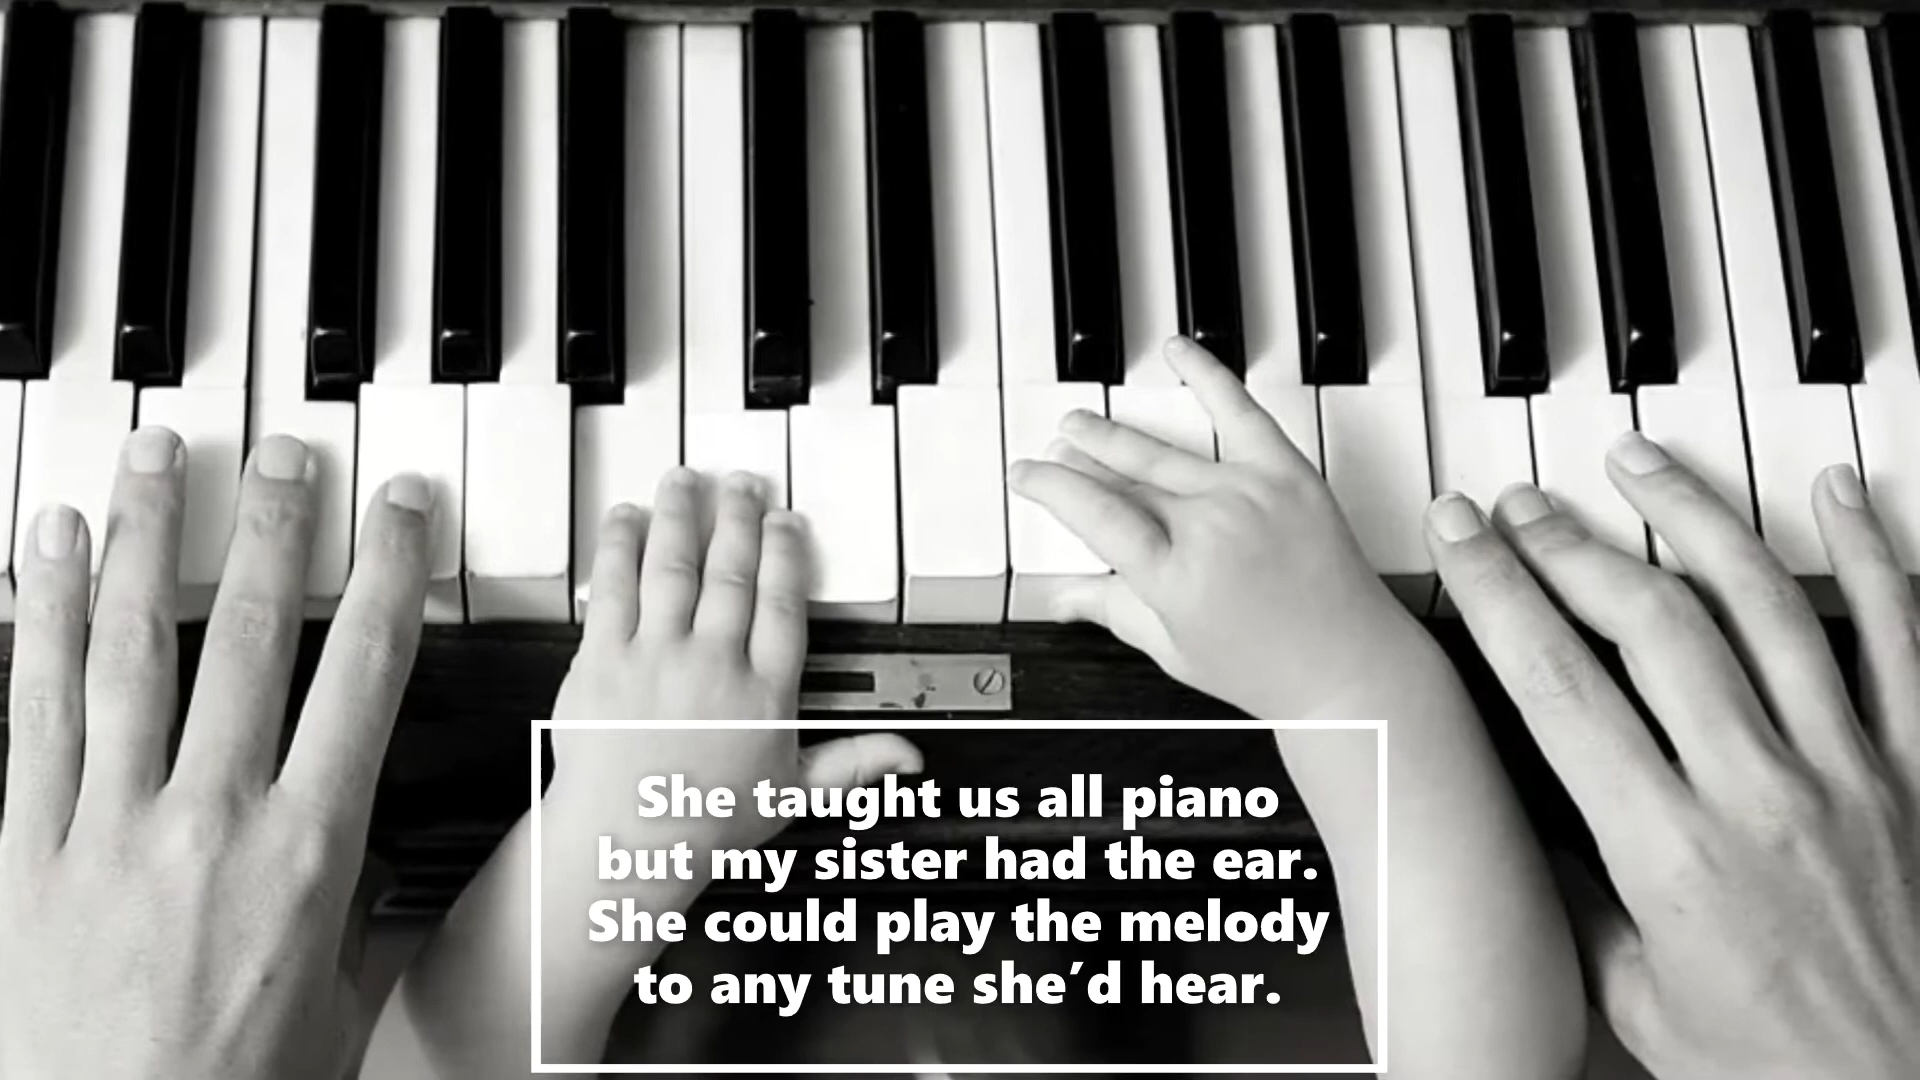 She taught us all piano
but my sister had the ear.
She could play the melody
to any tune she′d hear.